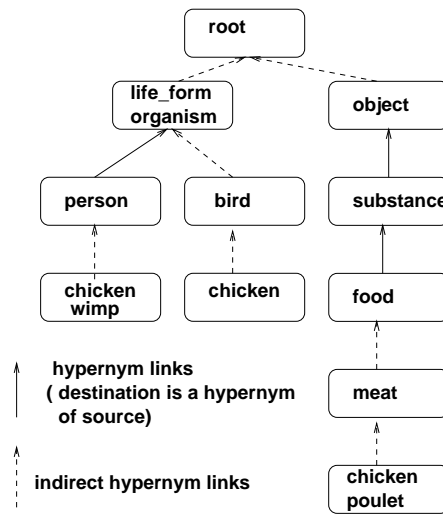 root
life_form
organism
object
person
bird
substance
chicken
wimp
chicken
food
hypernym links
( destination is a hypernym
of source)
meat
indirect hypernym links
chicken
poulet